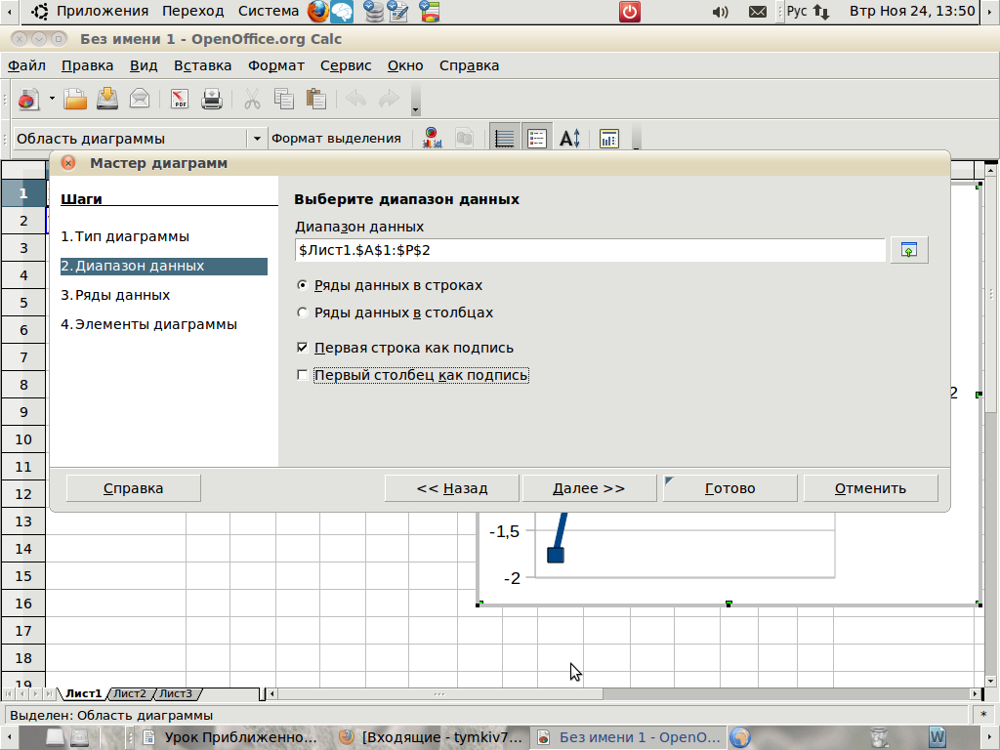 Приложения Переход Система Рус Втр Ноя 24, 13:50
Без имени 1 - OpenOffice.org Calc
Файл Правка Вид Вставка Формат Сервис Окно Справка
Область диаграммы Формат выделения
Мастер диаграмм
Шаги
1.Тип диаграммы
2.Диапазон данных
3.Ряды данных
4.Элементы диаграммы
Выберите диапазон данных
Диапазон данных
$Лист1.$A$1:$P$2
Ряды данных в строках
Ряды данных в столбцах
Первая строка как подпись
Первый столбец как подпись
Справка << Назад Далее >> Готово Отменить
1
2
3
4
5
6
7
8
9
10
11
12
13
14
15
16
17
18
19
2
-1,5
-2
Лист1 Лист2 Лист3
Выделен: Область диаграммы *
Урок Приближенно... [Входящие - tymkiv7... Без имени 1 - OpenO...